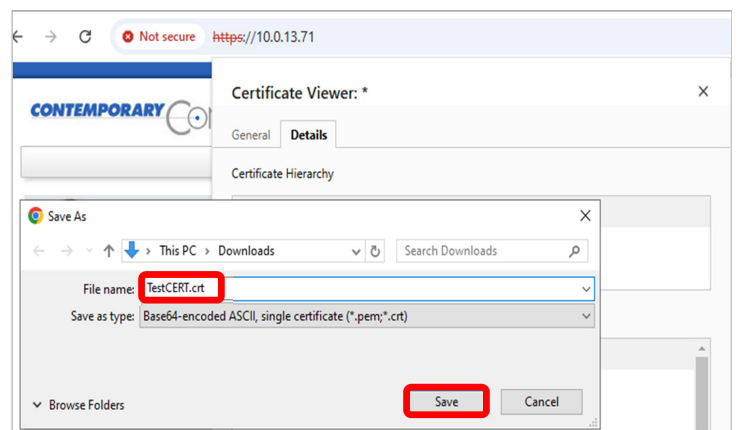 Not secure https://10.0.13.71
Certificate Viewer: *
CONTEMPORARY
General Details
Certificate Hierarchy
Save As
This PC > Downloads
Search Downloads
File name: TestCERT.crt
Save as type: Base64-encoded ASCII, single certificate (*.pem;*.crt)
Browse Folders
Save
Cancel